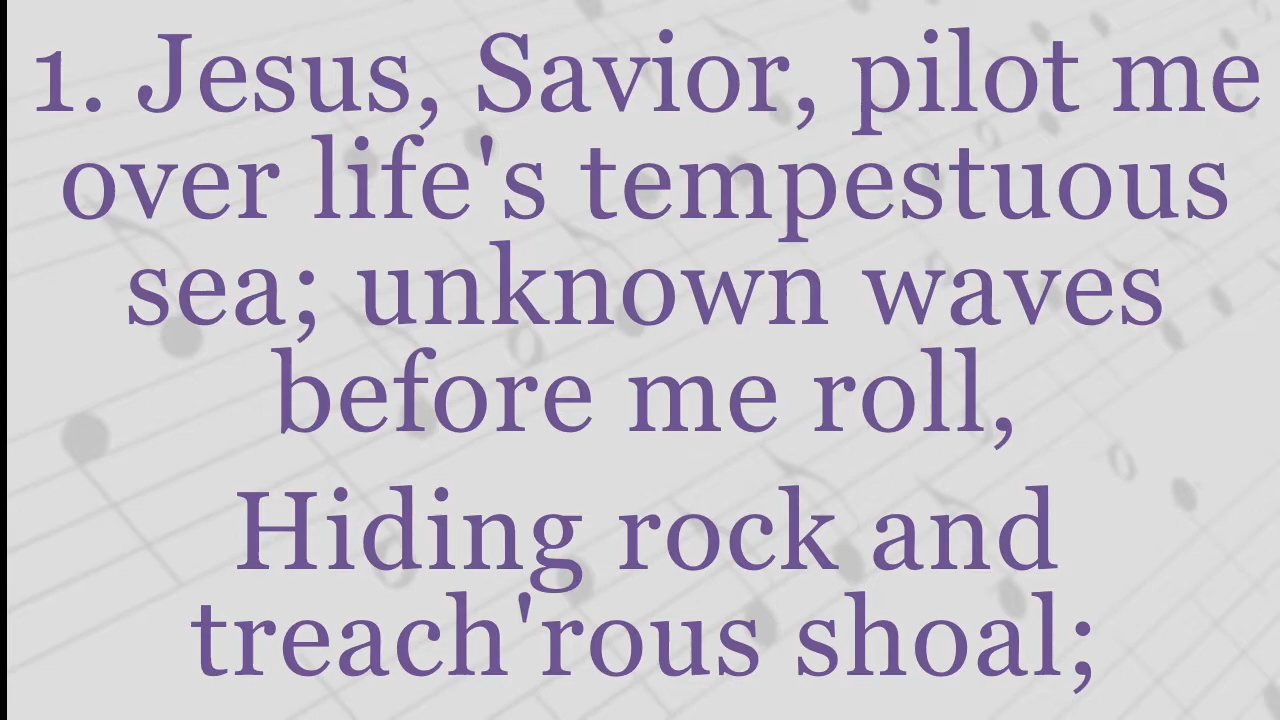 1. Jesus, Savior, pilot me
over life's tempestuous
sea; unknown waves
before me roll,
Hiding rock and
treach'rous shoal;